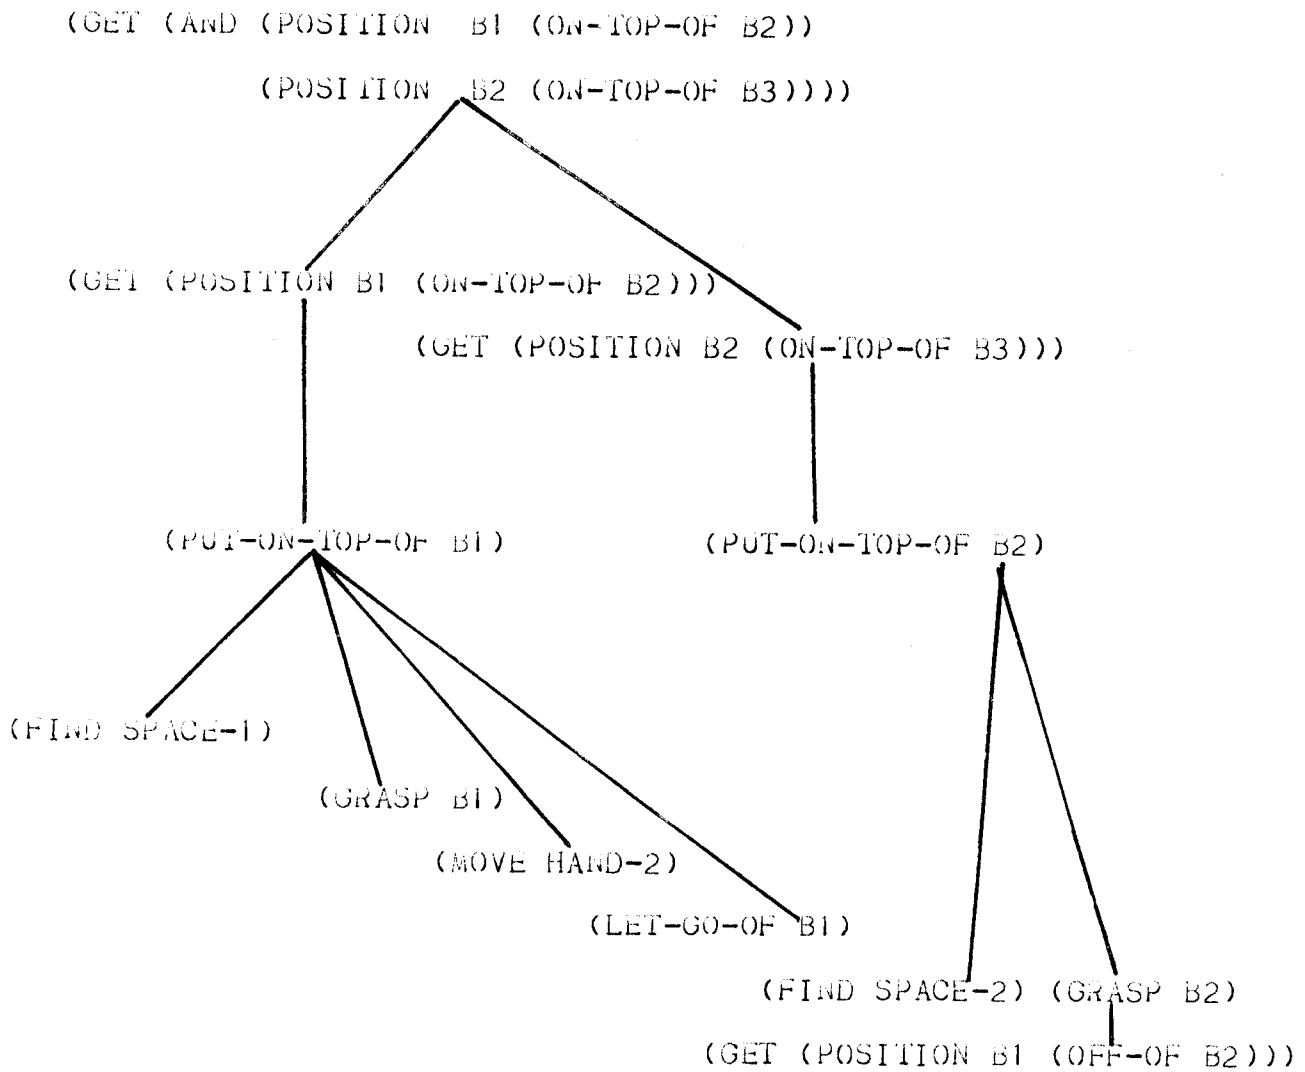 (GET (AND (POSITION B1 (ON-TOP-OF B2))
(POSITION B2 (ON-TOP-OF B3))))
(GET (POSITION B1 (ON-TOP-OF B2)))
(GET (POSITION B2 (ON-TOP-OF B3)))
(PUT-ON-TOP-OF B1) (PUT-ON-TOP-OF B2)
(FIND SPACE-1)
(GRASP B1)
(MOVE HAND-2)
(LET-GO-OF B1)
(FIND SPACE-2) (GRASP B2)
(GET (POSITION B1 (OFF-OF B2)))